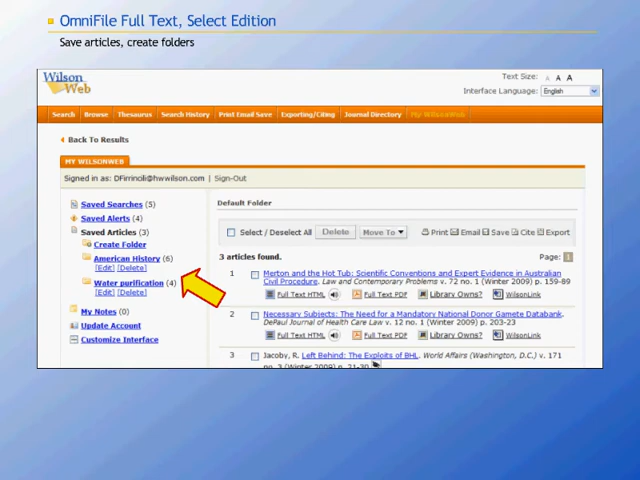 OmniFile Full Text, Select Edition
Save articles, create folders
Wilson Web
Text Size: A A A
Interface Language: English
Search Browse Thesaurus Search History Print Email Save Exporting/Citing Journal Directory My WilsonWeb
Back To Results
MY WILSONWEB
Signed in as: DFirrinoli@hwwilson.com | Sign-Out
Saved Searches (5)
Saved Alerts (4)
Saved Articles (3)
Create Folder
American History (6)
[Edit] [Delete]
Water purification (4)
[Edit] [Delete]
My Notes (0)
Update Account
Customize Interface
Default Folder
Select / Deselect All Delete Move To Print Email Save Cite Export
3 articles found. Page: 1
1 Merton and the Hot Tub: Scientific Conventions and Expert Evidence in Australian
Civil Procedure. Law and Contemporary Problems v. 72 no. 1 (Winter 2009) p. 159-89
Full Text HTML Full Text PDF Library Owns? WilsonLink
2 Necessary Subjects: The Need for a Mandatory National Donor Gamete Databank.
DePaul Journal of Health Care Law v. 12 no. 1 (Winter 2009) p. 203-23
Full Text HTML Full Text PDF Library Owns? WilsonLink
3 Jacoby, R. Left Behind: The Exploits of BHL. World Affairs (Washington, D.C.) v. 171
no. 3 (Winter 2009) p. 21-30